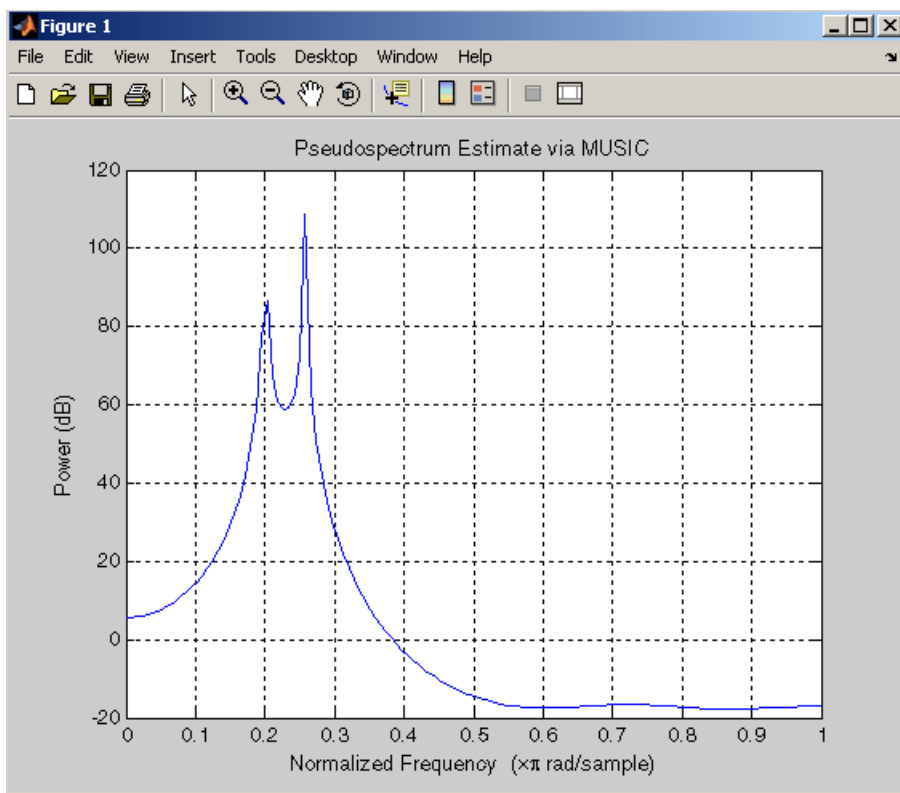 Figure 1
File Edit View Insert Tools Desktop Window Help
Pseudospectrum Estimate via MUSIC
120
100
80
60
40
20
0
-20
Power (dB)
0 0.1 0.2 0.3 0.4 0.5 0.6 0.7 0.8 0.9 1
Normalized Frequency (×π rad/sample)